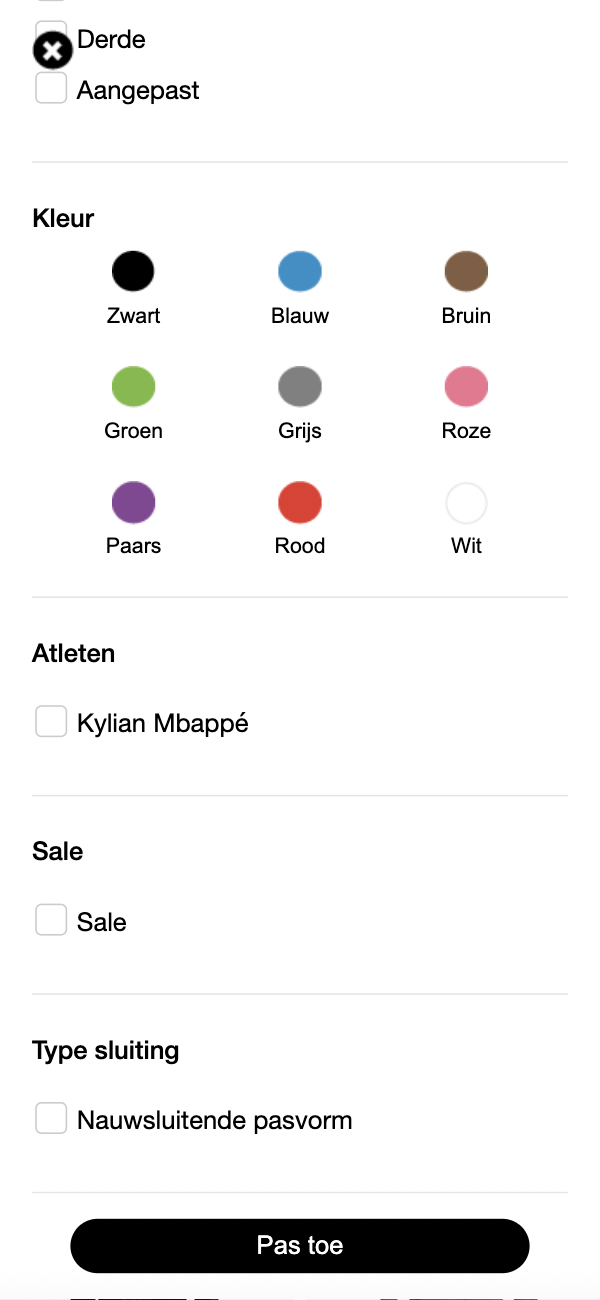 Derde
Aangepast
Kleur
Zwart Blauw Bruin
Groen Grijs Roze
Paars Rood Wit
Atleten
Kylian Mbappé
Sale
Sale
Type sluiting
Nauwsluitende pasvorm
Pas toe